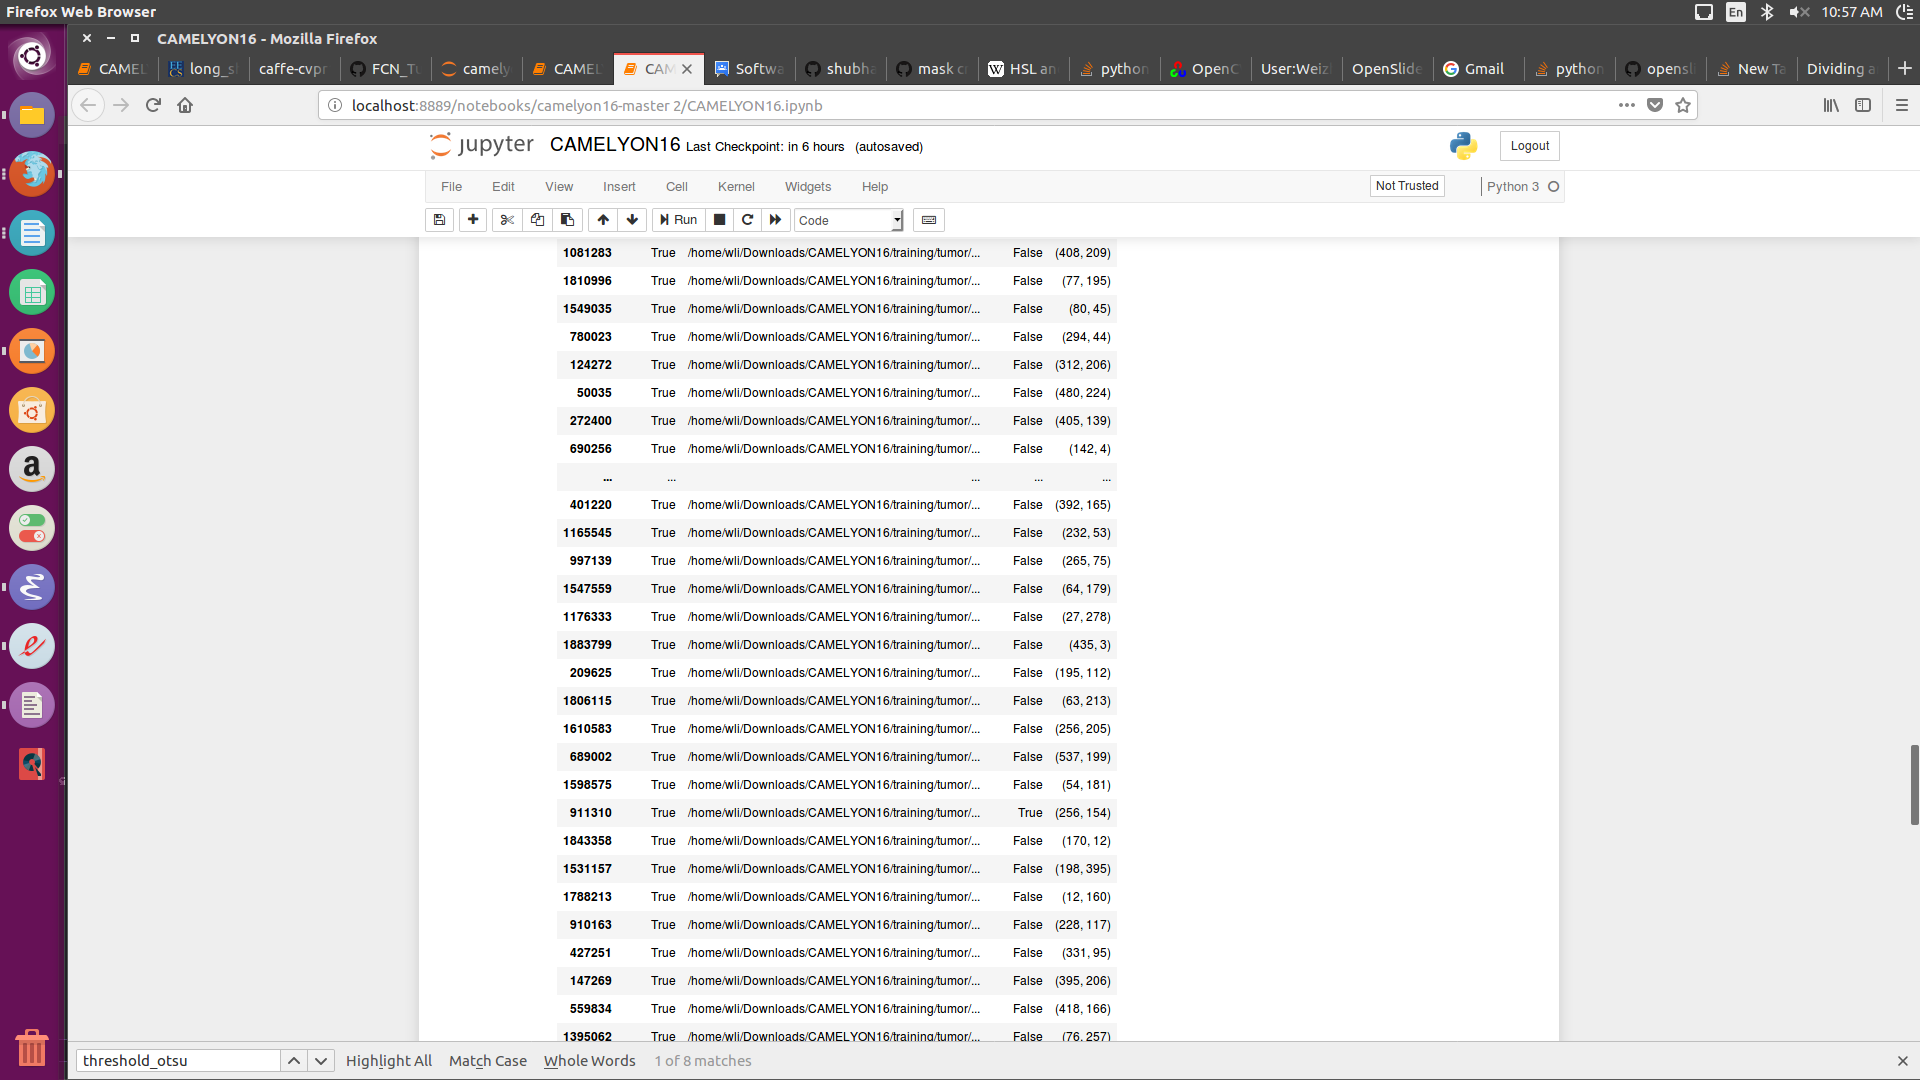 Firefox Web Browser
En
10:57 AM
CAMELYON16 - Mozilla Firefox
CAMEL
long_s
caffe-cvpr
FCN_Tu
camely
CAMEL
CAM
Softwa
shubha
mask c
HSL an
python
OpenC
User:Weiz
OpenSlide
Gmail
python
opensl
New Ta
Dividing a
localhost:8889/notebooks/camelyon16-master 2/CAMELYON16.ipynb
jupyter CAMELYON16 Last Checkpoint: in 6 hours (autosaved)
Logout
File Edit View Insert Cell Kernel Widgets Help
Not Trusted
Python 3
Run
Code
1081283 True /home/wli/Downloads/CAMELYON16/training/tumor/... False (408, 209)
1810996 True /home/wli/Downloads/CAMELYON16/training/tumor/... False (77, 195)
1549035 True /home/wli/Downloads/CAMELYON16/training/tumor/... False (80, 45)
780023 True /home/wli/Downloads/CAMELYON16/training/tumor/... False (294, 44)
124272 True /home/wli/Downloads/CAMELYON16/training/tumor/... False (312, 206)
50035 True /home/wli/Downloads/CAMELYON16/training/tumor/... False (480, 224)
272400 True /home/wli/Downloads/CAMELYON16/training/tumor/... False (405, 139)
690256 True /home/wli/Downloads/CAMELYON16/training/tumor/... False (142, 4)
... ... ... ... ...
401220 True /home/wli/Downloads/CAMELYON16/training/tumor/... False (392, 165)
1165545 True /home/wli/Downloads/CAMELYON16/training/tumor/... False (232, 53)
997139 True /home/wli/Downloads/CAMELYON16/training/tumor/... False (265, 75)
1547559 True /home/wli/Downloads/CAMELYON16/training/tumor/... False (64, 179)
1176333 True /home/wli/Downloads/CAMELYON16/training/tumor/... False (27, 278)
1883799 True /home/wli/Downloads/CAMELYON16/training/tumor/... False (435, 3)
209625 True /home/wli/Downloads/CAMELYON16/training/tumor/... False (195, 112)
1806115 True /home/wli/Downloads/CAMELYON16/training/tumor/... False (63, 213)
1610583 True /home/wli/Downloads/CAMELYON16/training/tumor/... False (256, 205)
689002 True /home/wli/Downloads/CAMELYON16/training/tumor/... False (537, 199)
1598575 True /home/wli/Downloads/CAMELYON16/training/tumor/... False (54, 181)
911310 True /home/wli/Downloads/CAMELYON16/training/tumor/... True (256, 154)
1843358 True /home/wli/Downloads/CAMELYON16/training/tumor/... False (170, 12)
1531157 True /home/wli/Downloads/CAMELYON16/training/tumor/... False (198, 395)
1788213 True /home/wli/Downloads/CAMELYON16/training/tumor/... False (12, 160)
910163 True /home/wli/Downloads/CAMELYON16/training/tumor/... False (228, 117)
427251 True /home/wli/Downloads/CAMELYON16/training/tumor/... False (331, 95)
147269 True /home/wli/Downloads/CAMELYON16/training/tumor/... False (395, 206)
559834 True /home/wli/Downloads/CAMELYON16/training/tumor/... False (418, 166)
1395062 True /home/wli/Downloads/CAMELYON16/training/tumor/... False (76, 257)
threshold_otsu
Highlight All Match Case Whole Words 1 of 8 matches